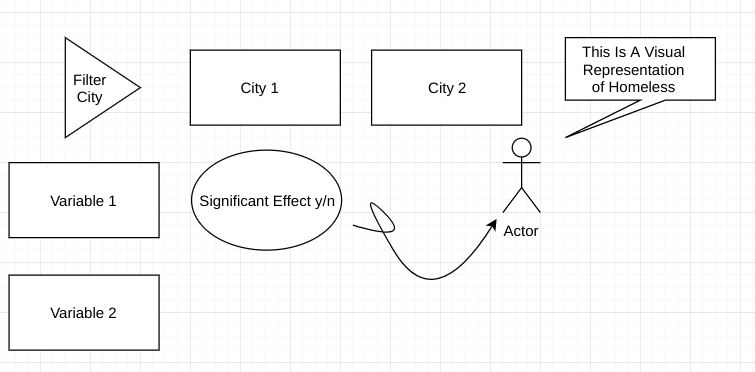 Filter
City
City 1
City 2
This Is A Visual
Representation
of Homeless
Variable 1
Significant Effect y/n
Actor
Variable 2